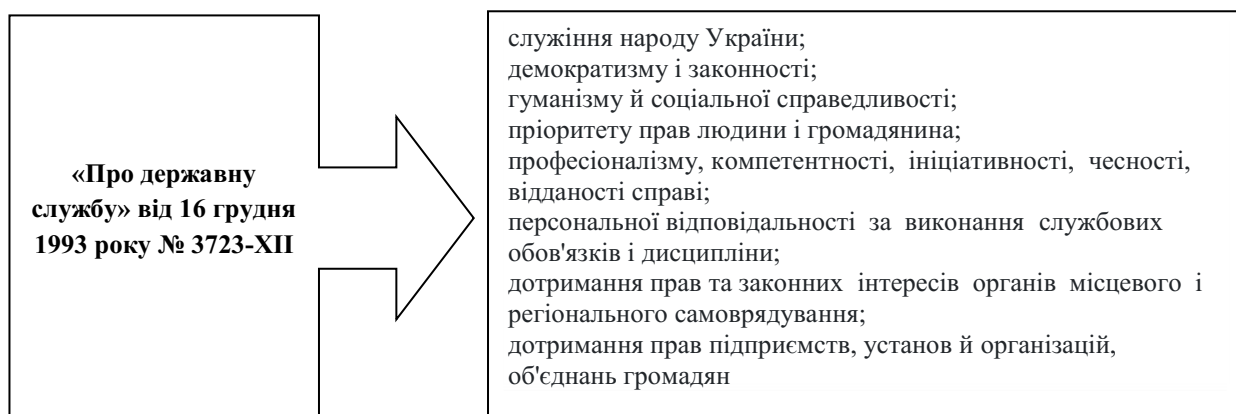 «Про державну
службу» від 16 грудня
1993 року № 3723-XII
служіння народу України;
демократизму і законності;
гуманізму й соціальної справедливості;
пріоритету прав людини і громадянина;
професіоналізму, компетентності, ініціативності, чесності,
відданості справі;
персональної відповідальності за виконання службових
обов'язків і дисципліни;
дотримання прав та законних інтересів органів місцевого і
регіонального самоврядування;
дотримання прав підприємств, установ й організацій,
об'єднань громадян